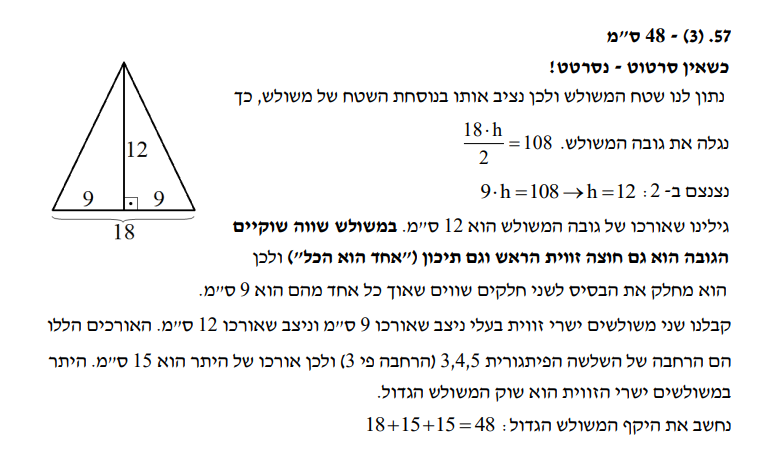 57. (3) - 48 ס"מ
כשאין סרטוט - נסרטט!
נתון לנו שטח המשולש ולכן נציב אותו בנוסחת השטח של משולש, כך
נגלה את גובה המשולש. 18·h/2 = 108
נצנצם ב- 2 : 9·h = 108 → h = 12
גילינו שאורכו של גובה המשולש הוא 12 ס"מ. במשולש שווה שוקיים
הגובה הוא גם חוצה זווית הראש וגם תיכון ("אחד הוא הכל") ולכן
הוא מחלק את הבסיס לשני חלקים שווים שאוך כל אחד מהם הוא 9 ס"מ.
קבלנו שני משולשים ישרי זווית בעלי ניצב שאורכו 9 ס"מ וניצב שאורכו 12 ס"מ. האורכים הללו
הם הרחבה של השלשה הפיתגורית 3,4,5 (הרחבה פי 3) ולכן אורכו של היתר הוא 15 ס"מ. היתר
במשולשים ישרי הזווית הוא שוק המשולש הגדול.
נחשב את היקף המשולש הגדול: 18+15+15 = 48
12
9 9
18